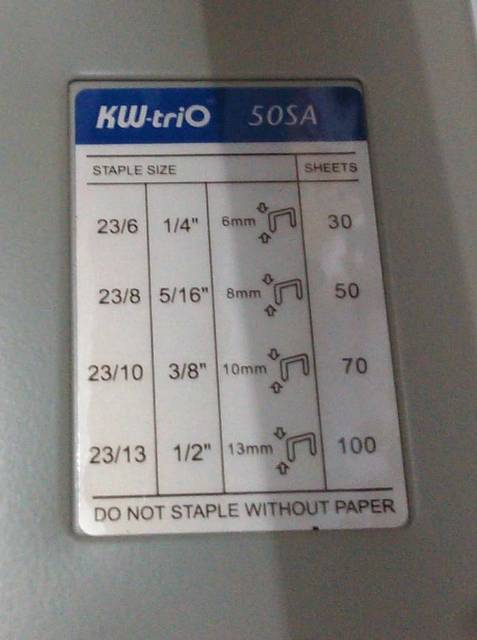 KW-triO 50SA
STAPLE SIZE SHEETS
23/6 1/4" 6mm 30
23/8 5/16" 8mm 50
23/10 3/8" 10mm 70
23/13 1/2" 13mm 100
DO NOT STAPLE WITHOUT PAPER